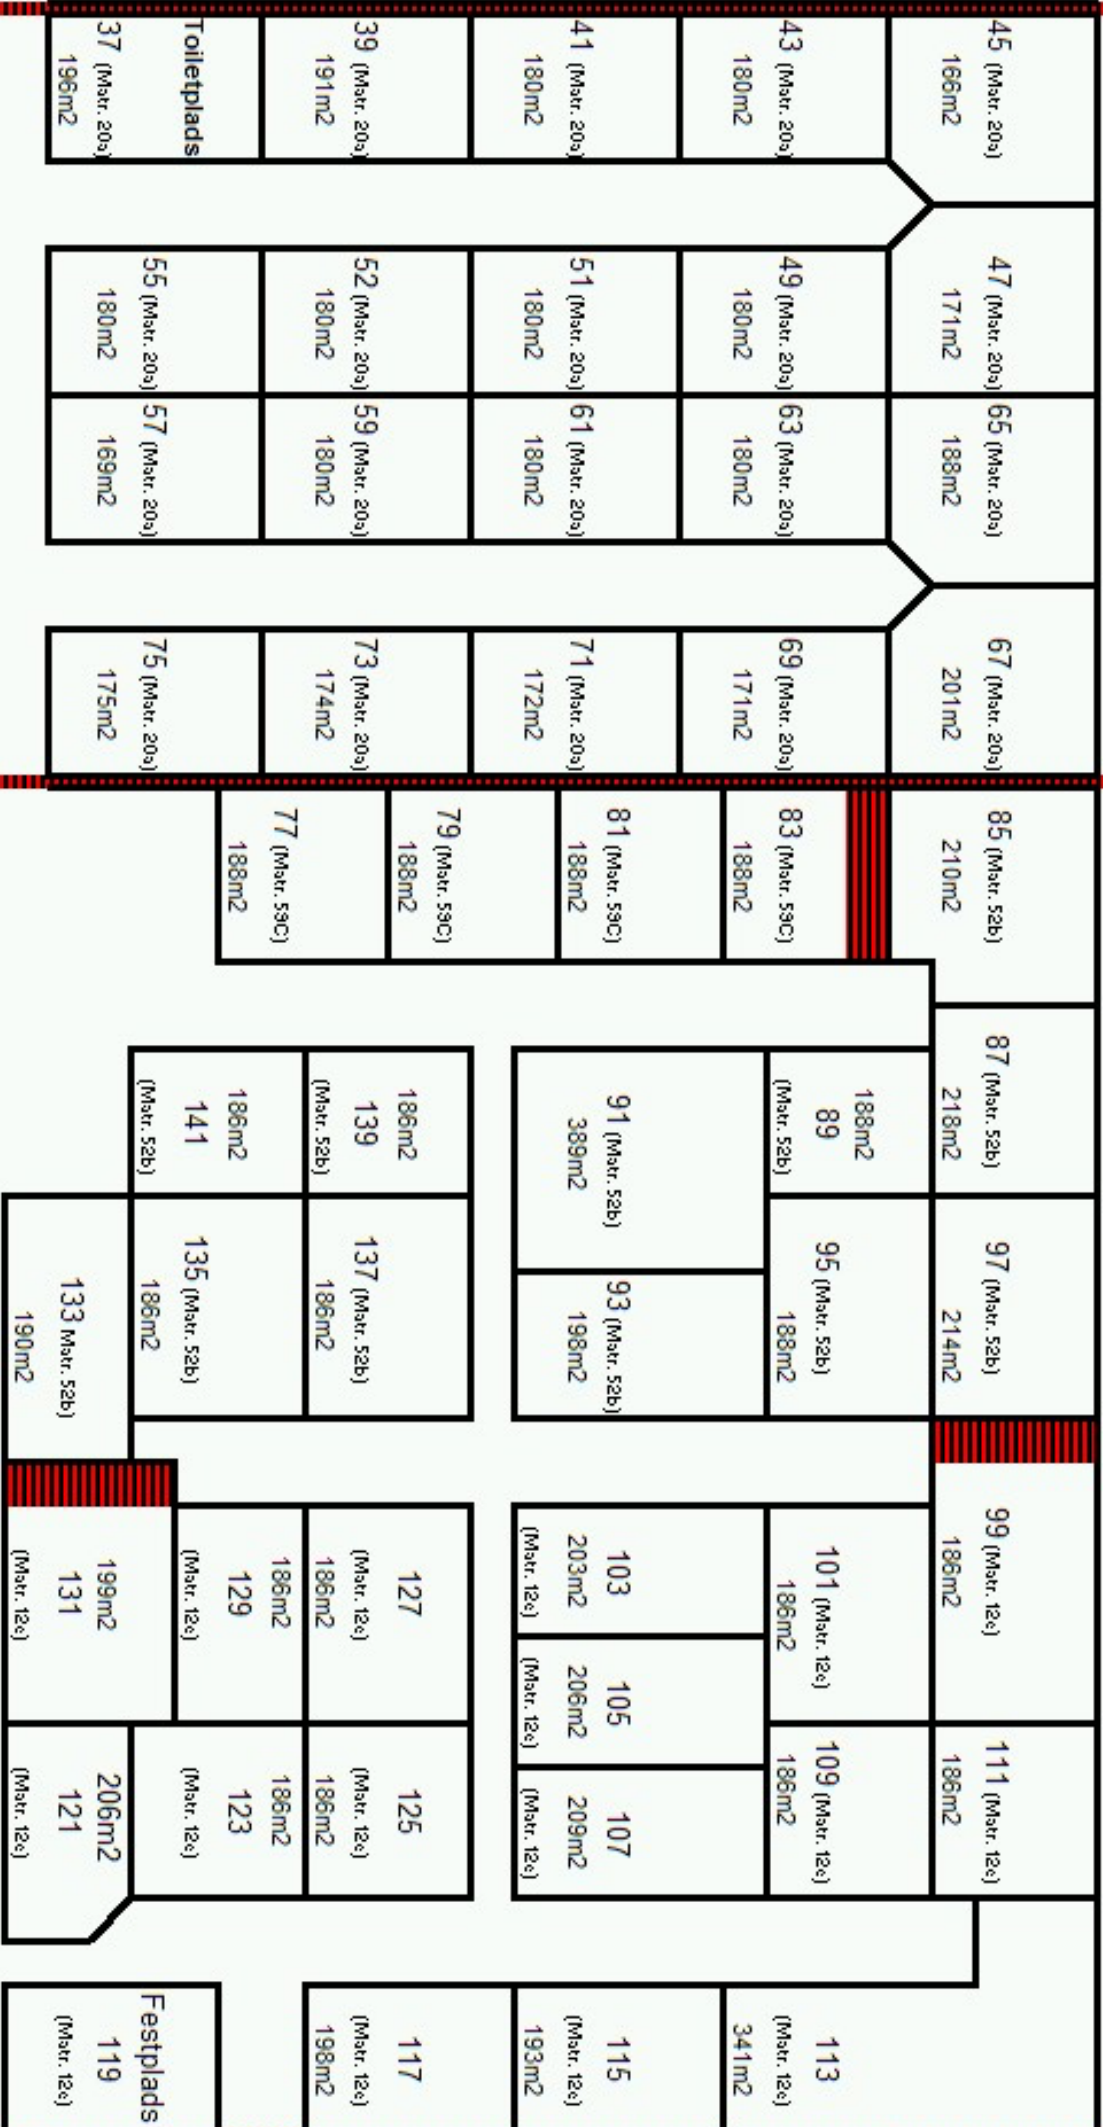 45 (Matr. 20a)
166m2
47 (Matr. 20a)
171m2
65 (Matr. 20a)
188m2
67 (Matr. 20a)
201m2
85 (Matr. 52b)
210m2
87 (Matr. 52b)
218m2
97 (Matr. 52b)
214m2
99 (Matr. 12e)
186m2
111 (Matr. 12e)
186m2
43 (Matr. 20a)
180m2
49 (Matr. 20a)
180m2
63 (Matr. 20a)
180m2
69 (Matr. 20a)
171m2
83 (Matr. 59C)
188m2
188m2
89
(Matr. 52b)
95 (Matr. 52b)
188m2
101 (Matr. 12e)
186m2
109 (Matr. 12e)
186m2
113
(Matr. 12e)
341m2
41 (Matr. 20a)
180m2
51 (Matr. 20a)
180m2
61 (Matr. 20a)
180m2
71 (Matr. 20a)
172m2
81 (Matr. 59C)
188m2
91 (Matr. 52b)
389m2
93 (Matr. 52b)
198m2
103
203m2
(Matr. 12e)
105
206m2
(Matr. 12e)
107
209m2
(Matr. 12e)
115
(Matr. 12e)
193m2
39 (Matr. 20a)
191m2
52 (Matr. 20a)
180m2
59 (Matr. 20a)
180m2
73 (Matr. 20a)
174m2
79 (Matr. 59C)
188m2
186m2
139
(Matr. 52b)
137 (Matr. 52b)
186m2
127
(Matr. 12e)
186m2
125
(Matr. 12e)
186m2
117
(Matr. 12e)
198m2
Toiletplads
37 (Matr. 20a)
196m2
55 (Matr. 20a)
180m2
57 (Matr. 20a)
169m2
75 (Matr. 20a)
175m2
77 (Matr. 59C)
188m2
186m2
141
(Matr. 52b)
135 (Matr. 52b)
186m2
186m2
129
(Matr. 12e)
186m2
123
(Matr. 12e)
Festplads
119
(Matr. 12e)
133 Matr. 52b)
190m2
199m2
131
(Matr. 12e)
206m2
121
(Matr. 12e)